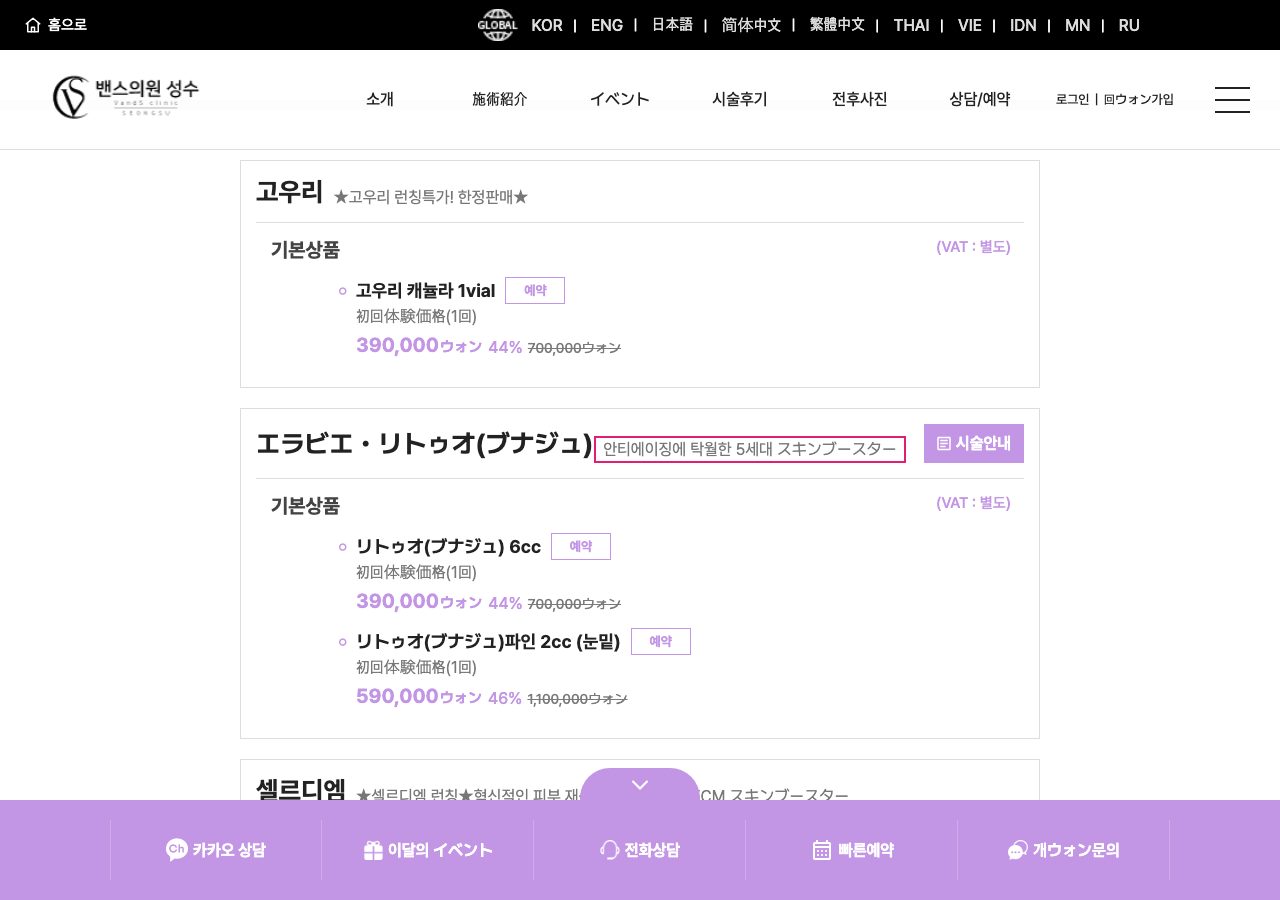 홈으로
GLOBAL KOR | ENG | 日本語 | 简体中文 | 繁體中文 | THAI | VIE | IDN | MN | RU
밴스의원 성수
VandS clinic
SEONGSU
소개 施術紹介 イベント 시술후기 전후사진 상담/예약 로그인 | 回ウォン가입
고우리 ★고우리 런칭특가! 한정판매★
기본상품 (VAT : 별도)
고우리 캐뉼라 1vial 예약
初回体験価格(1회)
390,000ウォン 44% 700,000ウォン
エラビエ・リトゥオ(ブナジュ) 안티에이징에 탁월한 5세대 スキンブースター 시술안내
기본상품 (VAT : 별도)
リトゥオ(ブナジュ) 6cc 예약
初回体験価格(1회)
390,000ウォン 44% 700,000ウォン
リトゥオ(ブナジュ)파인 2cc (눈밑) 예약
初回体験価格(1회)
590,000ウォン 46% 1,100,000ウォン
셀르디엠 ★셀르디엠 런칭★혁신적인 피부 재 CM スキンブースター
Ch 카카오 상담 이달의 イベント 전화상담 빠른예약 개ウォン문의